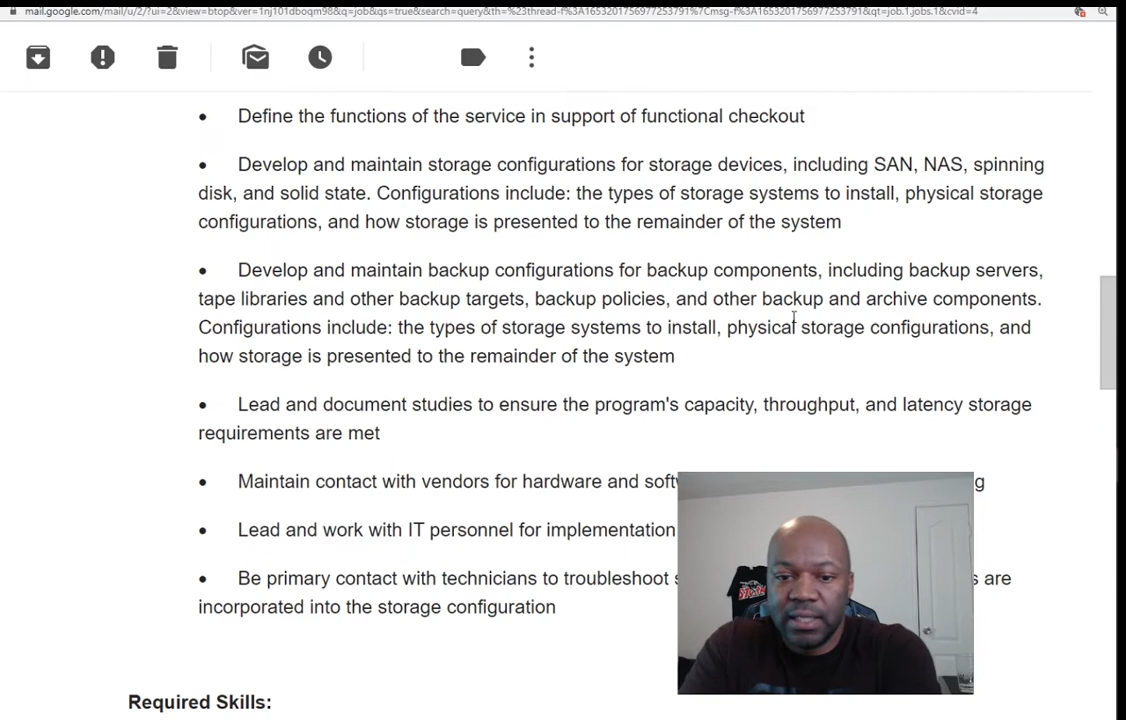 mail.google.com/mail/u/2/?ui=2&view=btop&ver=1nj101dboqm98&q=job&qs=true&search=query&th=%23thread-f%3A1653201756977253791%7Cmsg-f%3A1653201756977253791&qt=job.1.jobs.1&cvid=4
• Define the functions of the service in support of functional checkout
• Develop and maintain storage configurations for storage devices, including SAN, NAS, spinning
disk, and solid state. Configurations include: the types of storage systems to install, physical storage
configurations, and how storage is presented to the remainder of the system
• Develop and maintain backup configurations for backup components, including backup servers,
tape libraries and other backup targets, backup policies, and other backup and archive components.
Configurations include: the types of storage systems to install, physical storage configurations, and
how storage is presented to the remainder of the system
• Lead and document studies to ensure the program's capacity, throughput, and latency storage
requirements are met
• Maintain contact with vendors for hardware and
• Lead and work with IT personnel for implementation
• Be primary contact with technicians to troubleshoot are
incorporated into the storage configuration
Required Skills: